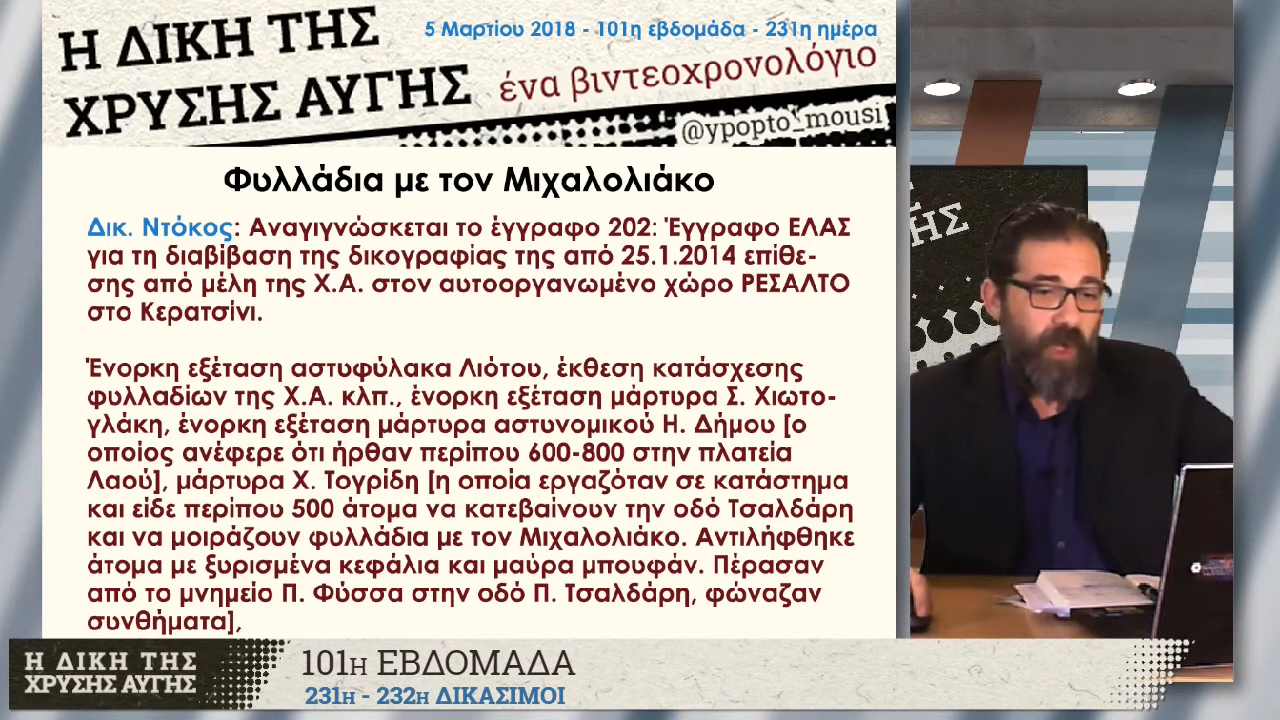 Η ΔΙΚΗ ΤΗΣ
ΧΡΥΣΗΣ ΑΥΓΗΣ
5 Μαρτίου 2018 - 101η εβδομάδα - 231η ημέρα
ένα βιντεοχρονολόγιο
@ypopto_mousi
Φυλλάδια με τον Μιχαλολιάκο
Δικ. Ντόκος: Αναγιγνώσκεται το έγγραφο 202: Έγγραφο ΕΛΑΣ
για τη διαβίβαση της δικογραφίας της από 25.1.2014 επίθε-
σης από μέλη της Χ.Α. στον αυτοοργανωμένο χώρο ΡΕΣΑΛΤΟ
στο Κερατσίνι.
Ένορκη εξέταση αστυφύλακα Λιότου, έκθεση κατάσχεσης
φυλλαδίων της Χ.Α. κλπ., ένορκη εξέταση μάρτυρα Σ. Χιωτο-
γλάκη, ένορκη εξέταση μάρτυρα αστυνομικού Η. Δήμου [ο
οποίος ανέφερε ότι ήρθαν περίπου 600-800 στην πλατεία
Λαού], μάρτυρα Χ. Τογρίδη [η οποία εργαζόταν σε κατάστημα
και είδε περίπου 500 άτομα να κατεβαίνουν την οδό Τσαλδάρη
και να μοιράζουν φυλλάδια με τον Μιχαλολιάκο. Αντιλήφθηκε
άτομα με ξυρισμένα κεφάλια και μαύρα μπουφάν. Πέρασαν
από το μνημείο Π. Φύσσα στην οδό Π. Τσαλδάρη, φώναζαν
συνθήματα],
Η ΔΙΚΗ ΤΗΣ
ΧΡΥΣΗΣ ΑΥΓΗΣ
101Η ΕΒΔΟΜΑΔΑ
231Η - 232Η ΔΙΚΑΣΙΜΟΙ